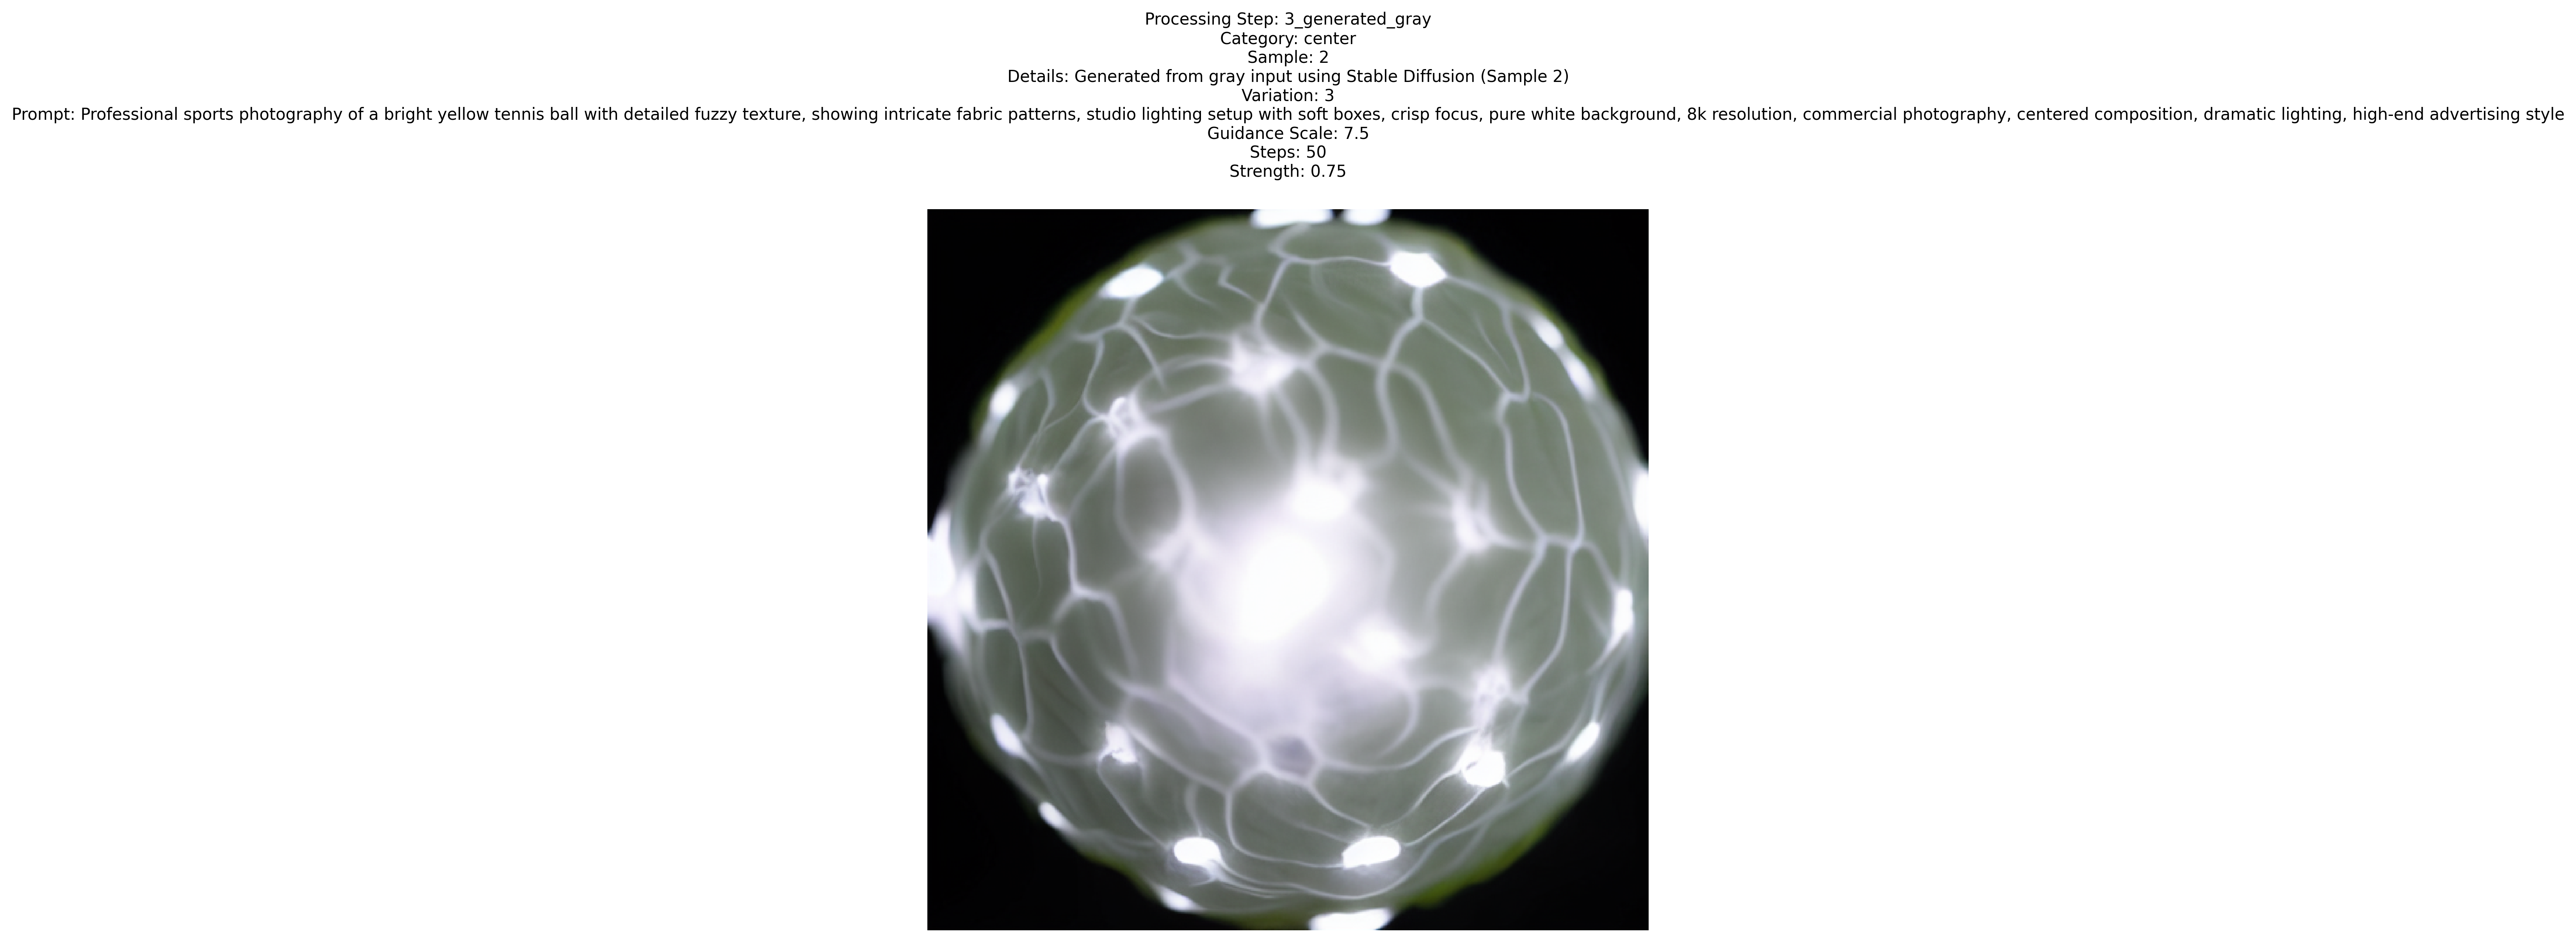 Processing Step: 3_generated_gray
Category: center
Sample: 2
Details: Generated from gray input using Stable Diffusion (Sample 2)
Variation: 3
Prompt: Professional sports photography of a bright yellow tennis ball with detailed fuzzy texture, showing intricate fabric patterns, studio lighting setup with soft boxes, crisp focus, pure white background, 8k resolution, commercial photography, centered composition, dramatic lighting, high-end advertising style
Guidance Scale: 7.5
Steps: 50
Strength: 0.75